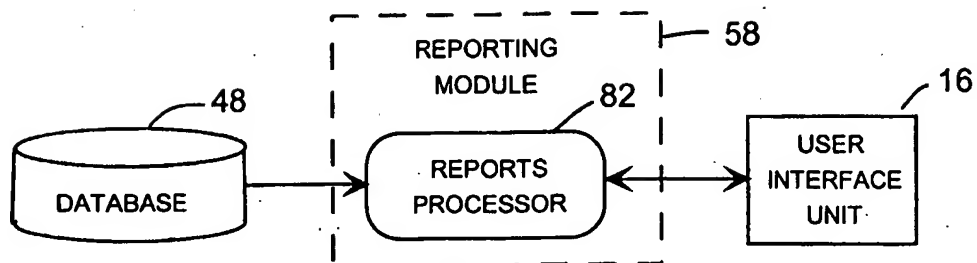 REPORTING
MODULE
58
48
82
16
DATABASE
REPORTS
PROCESSOR
USER
INTERFACE
UNIT